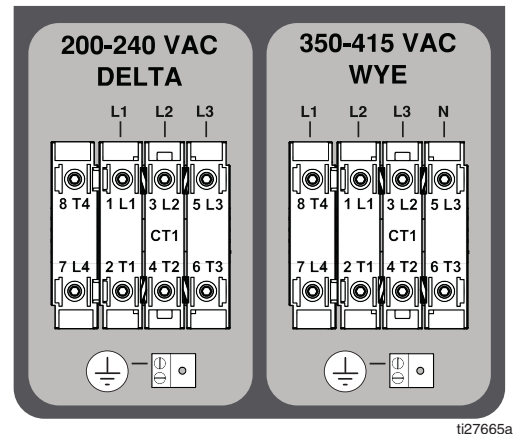 200-240 VAC
DELTA
L1 L2 L3
8 T4 1 L1 3 L2 5 L3
CT1
7 L4 2 T1 4 T2 6 T3
350-415 VAC
WYE
L1 L2 L3 N
8 T4 1 L1 3 L2 5 L3
CT1
7 L4 2 T1 4 T2 6 T3
ti27665a